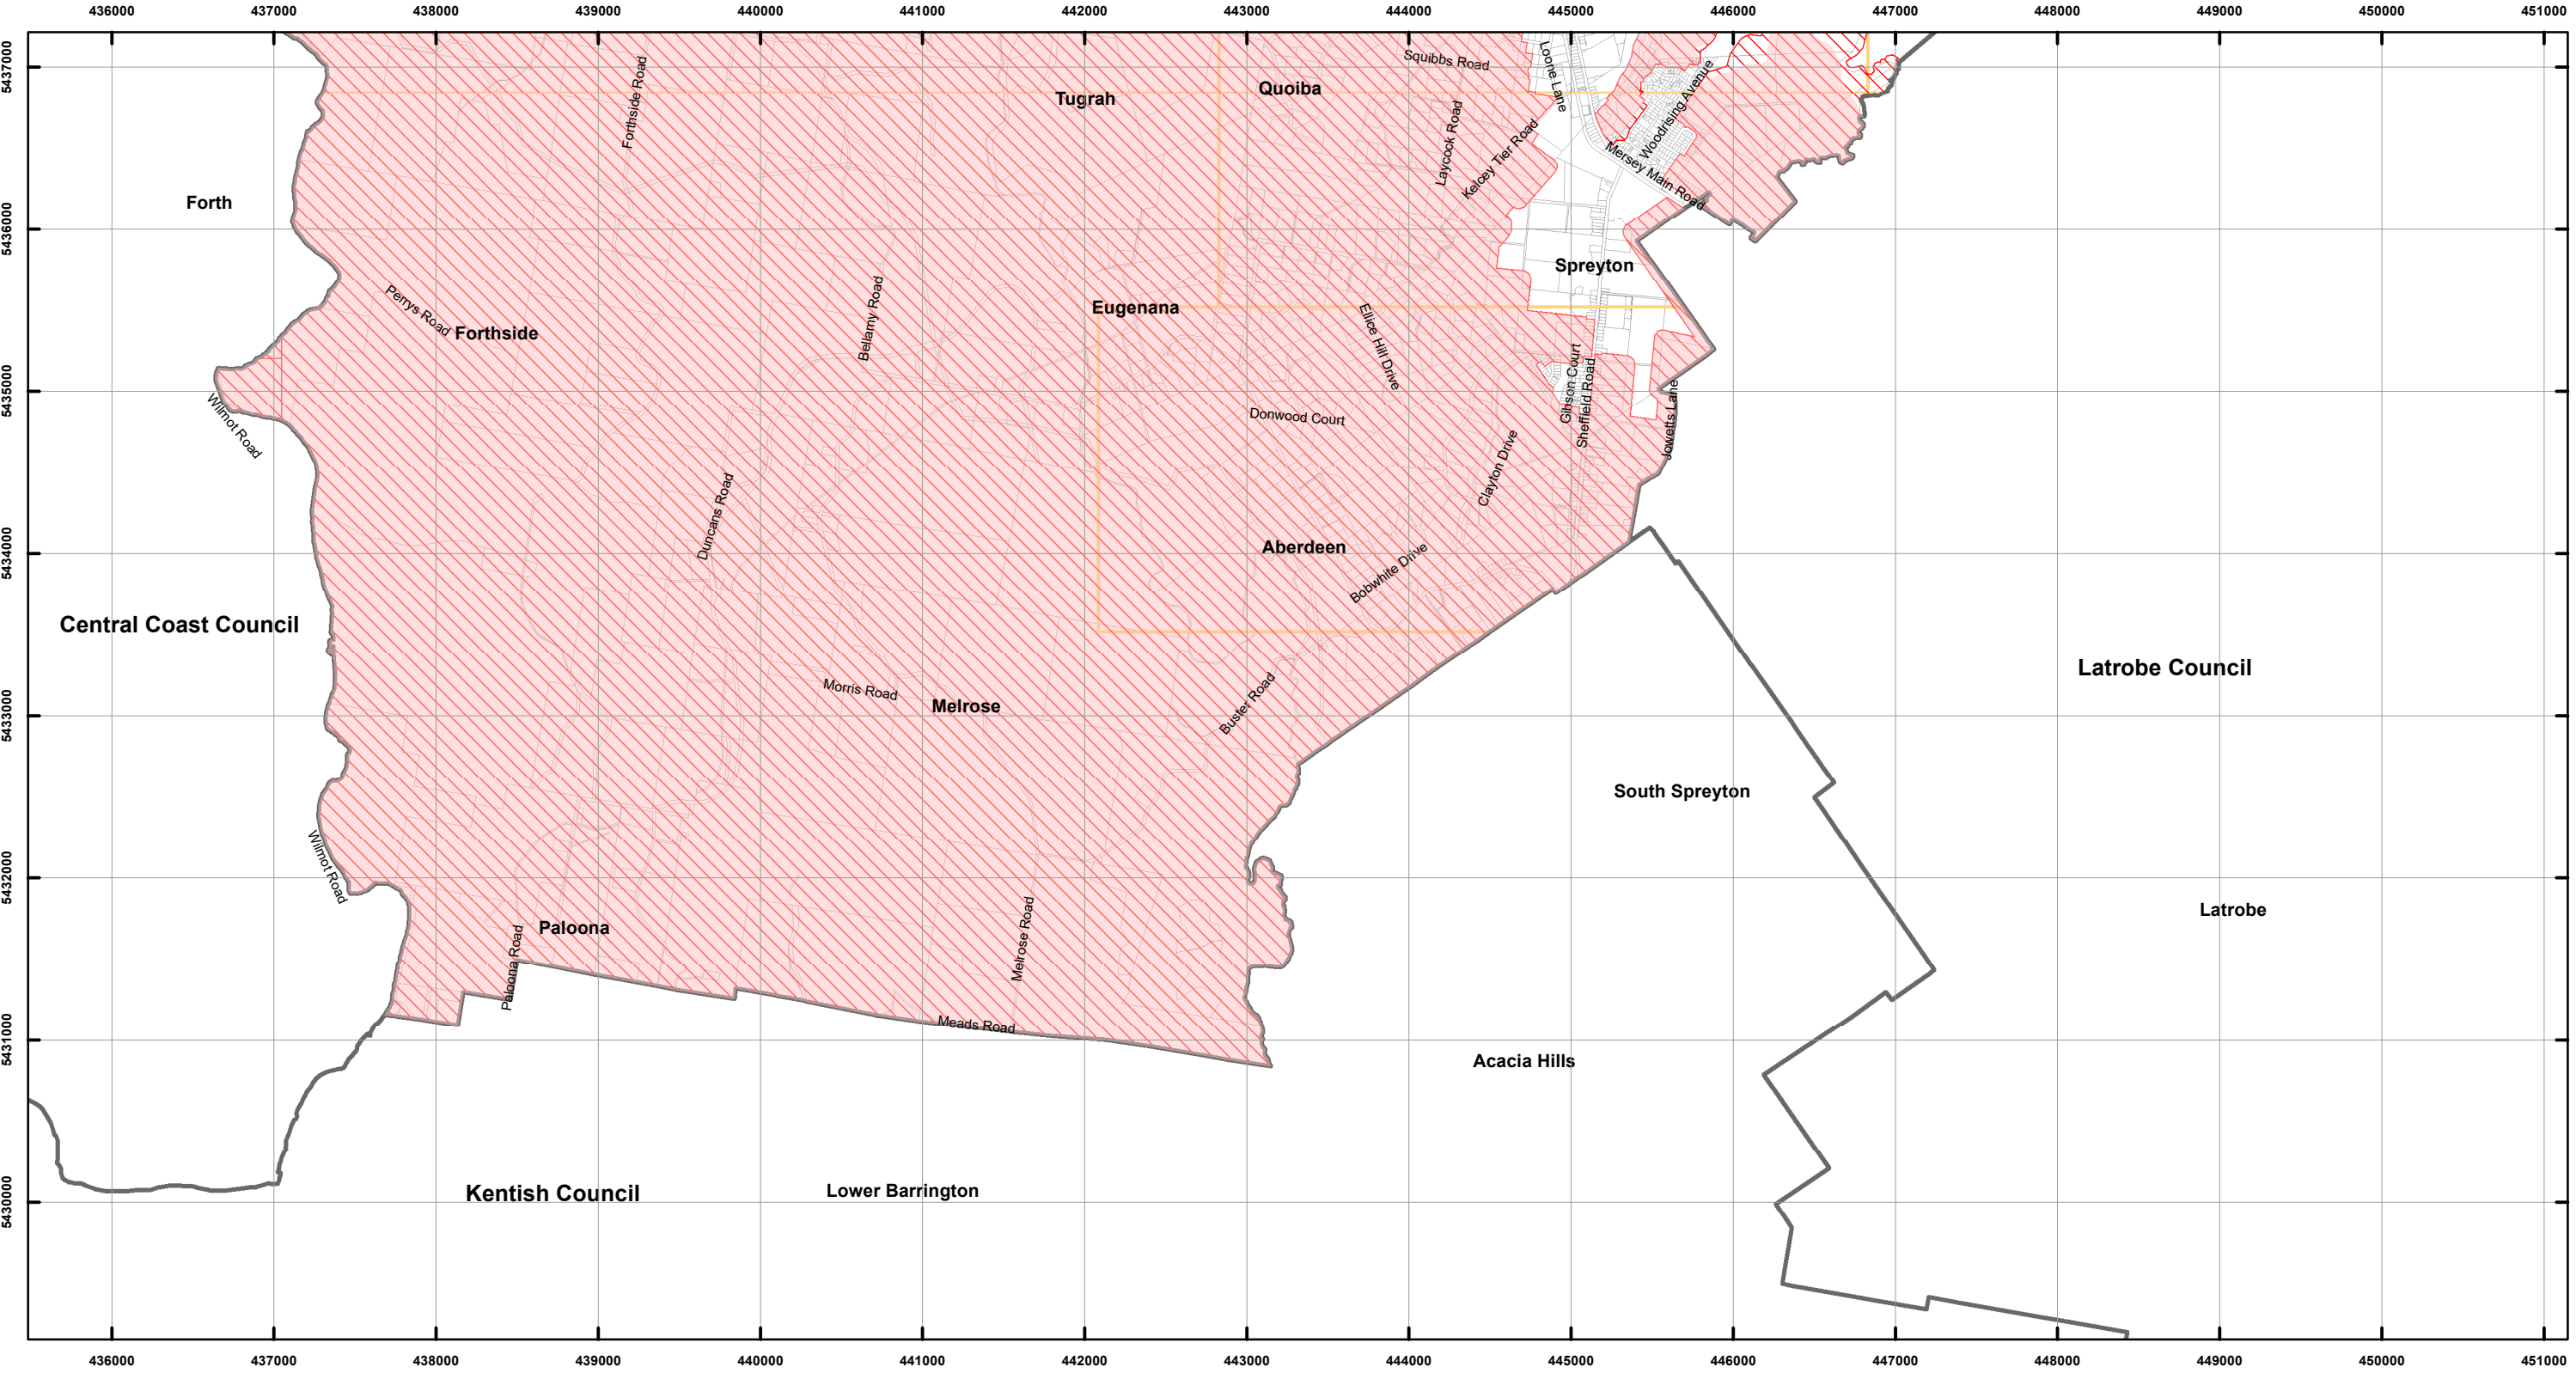 436000 437000 438000 439000 440000 441000 442000 443000 444000 445000 446000 447000 448000 449000 450000 451000
5437000
5436000
5435000
5434000
5433000
5432000
5431000
5430000
Squibbs Road
Loone Lane
Forthside Road
Tugrah
Quoiba
Laycock Road
Kelcey Tier Road
Woodrising Avenue
Mersey Main Road
Forth
Spreyton
Perrys Road
Forthside
Bellamy Road
Eugenana
Ellice Hill Drive
Gibson Court
Sheffield Road
Jowetts Lane
Wilmot Road
Donwood Court
Clayton Drive
Duncans Road
Aberdeen
Bobwhite Drive
Central Coast Council
Latrobe Council
Morris Road
Melrose
Buster Road
South Spreyton
Wilmot Road
Latrobe
Paloona
Paloona Road
Melrose Road
Meads Road
Acacia Hills
Kentish Council
Lower Barrington
436000 437000 438000 439000 440000 441000 442000 443000 444000 445000 446000 447000 448000 449000 450000 451000